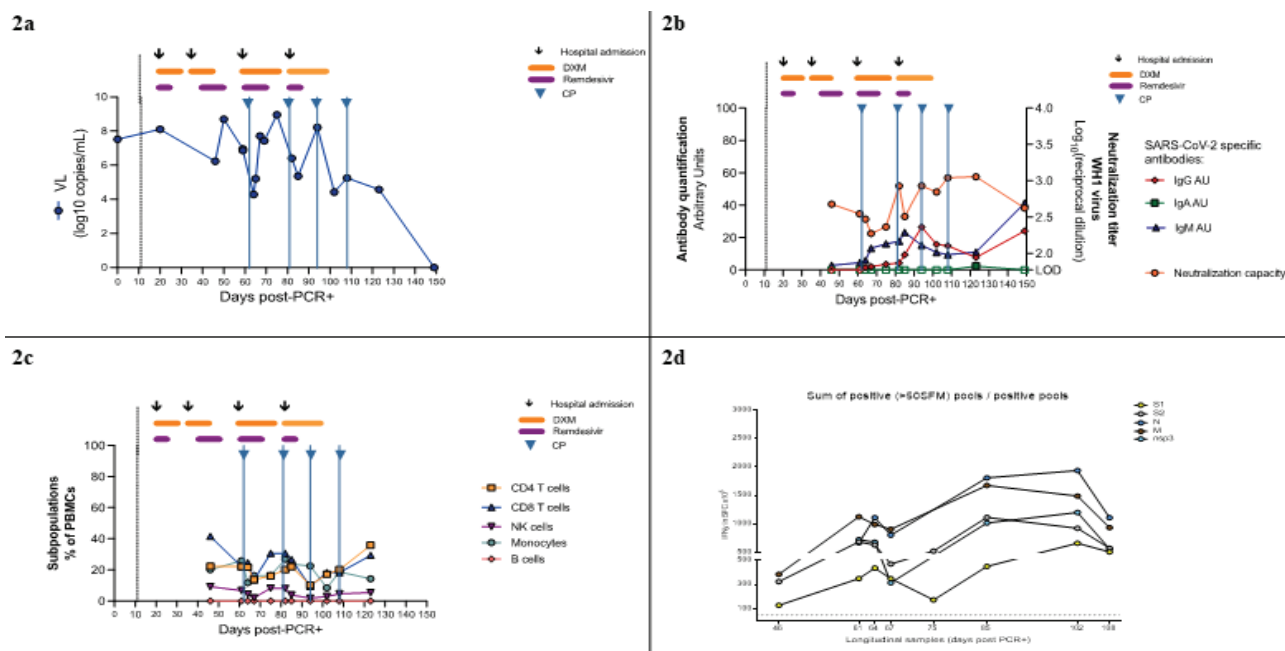 2a
Hospital admission
DXM
Remdesivir
CP
10
8
6
4
2
0
VL
(log10 copies/mL)
0 10 20 30 40 50 60 70 80 90 100 110 120 130 140 150
Days post-PCR+
2b
Hospital admission
DXM
Remdesivir
CP
100
80
60
40
20
0
Antibody quantification
Arbitrary Units
4.0
3.5
3.0
2.5
2.0
LOD
Log10(reciprocal dilution)
Neutralization titer
WH1 virus
SARS-CoV-2 specific
antibodies:
IgG AU
IgA AU
IgM AU
Neutralization capacity
0 10 20 30 40 50 60 70 80 90 100 110 120 130 140 150
Days post-PCR+
2c
Hospital admission
DXM
Remdesivir
CP
100
80
60
40
20
0
Subpopulations
% of PBMCs
CD4 T cells
CD8 T cells
NK cells
Monocytes
B cells
0 10 20 30 40 50 60 70 80 90 100 110 120 130 140 150
Days post-PCR+
2d
Sum of positive (>50SFM) pools / positive pools
S1
S2
N
M
nsp3
3000
2500
2000
1500
1000
500
500
300
100
46 61 64 67 75 85 102
Longitudinal samples (days post PCR+)